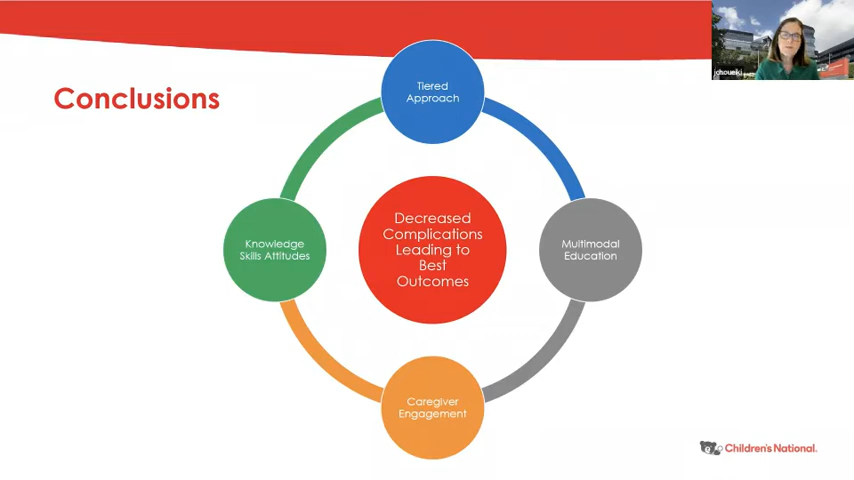 Conclusions
Tiered
Approach
Knowledge
Skills Attitudes
Decreased
Complications
Leading to
Best
Outcomes
Multimodal
Education
Caregiver
Engagement
Children's National.